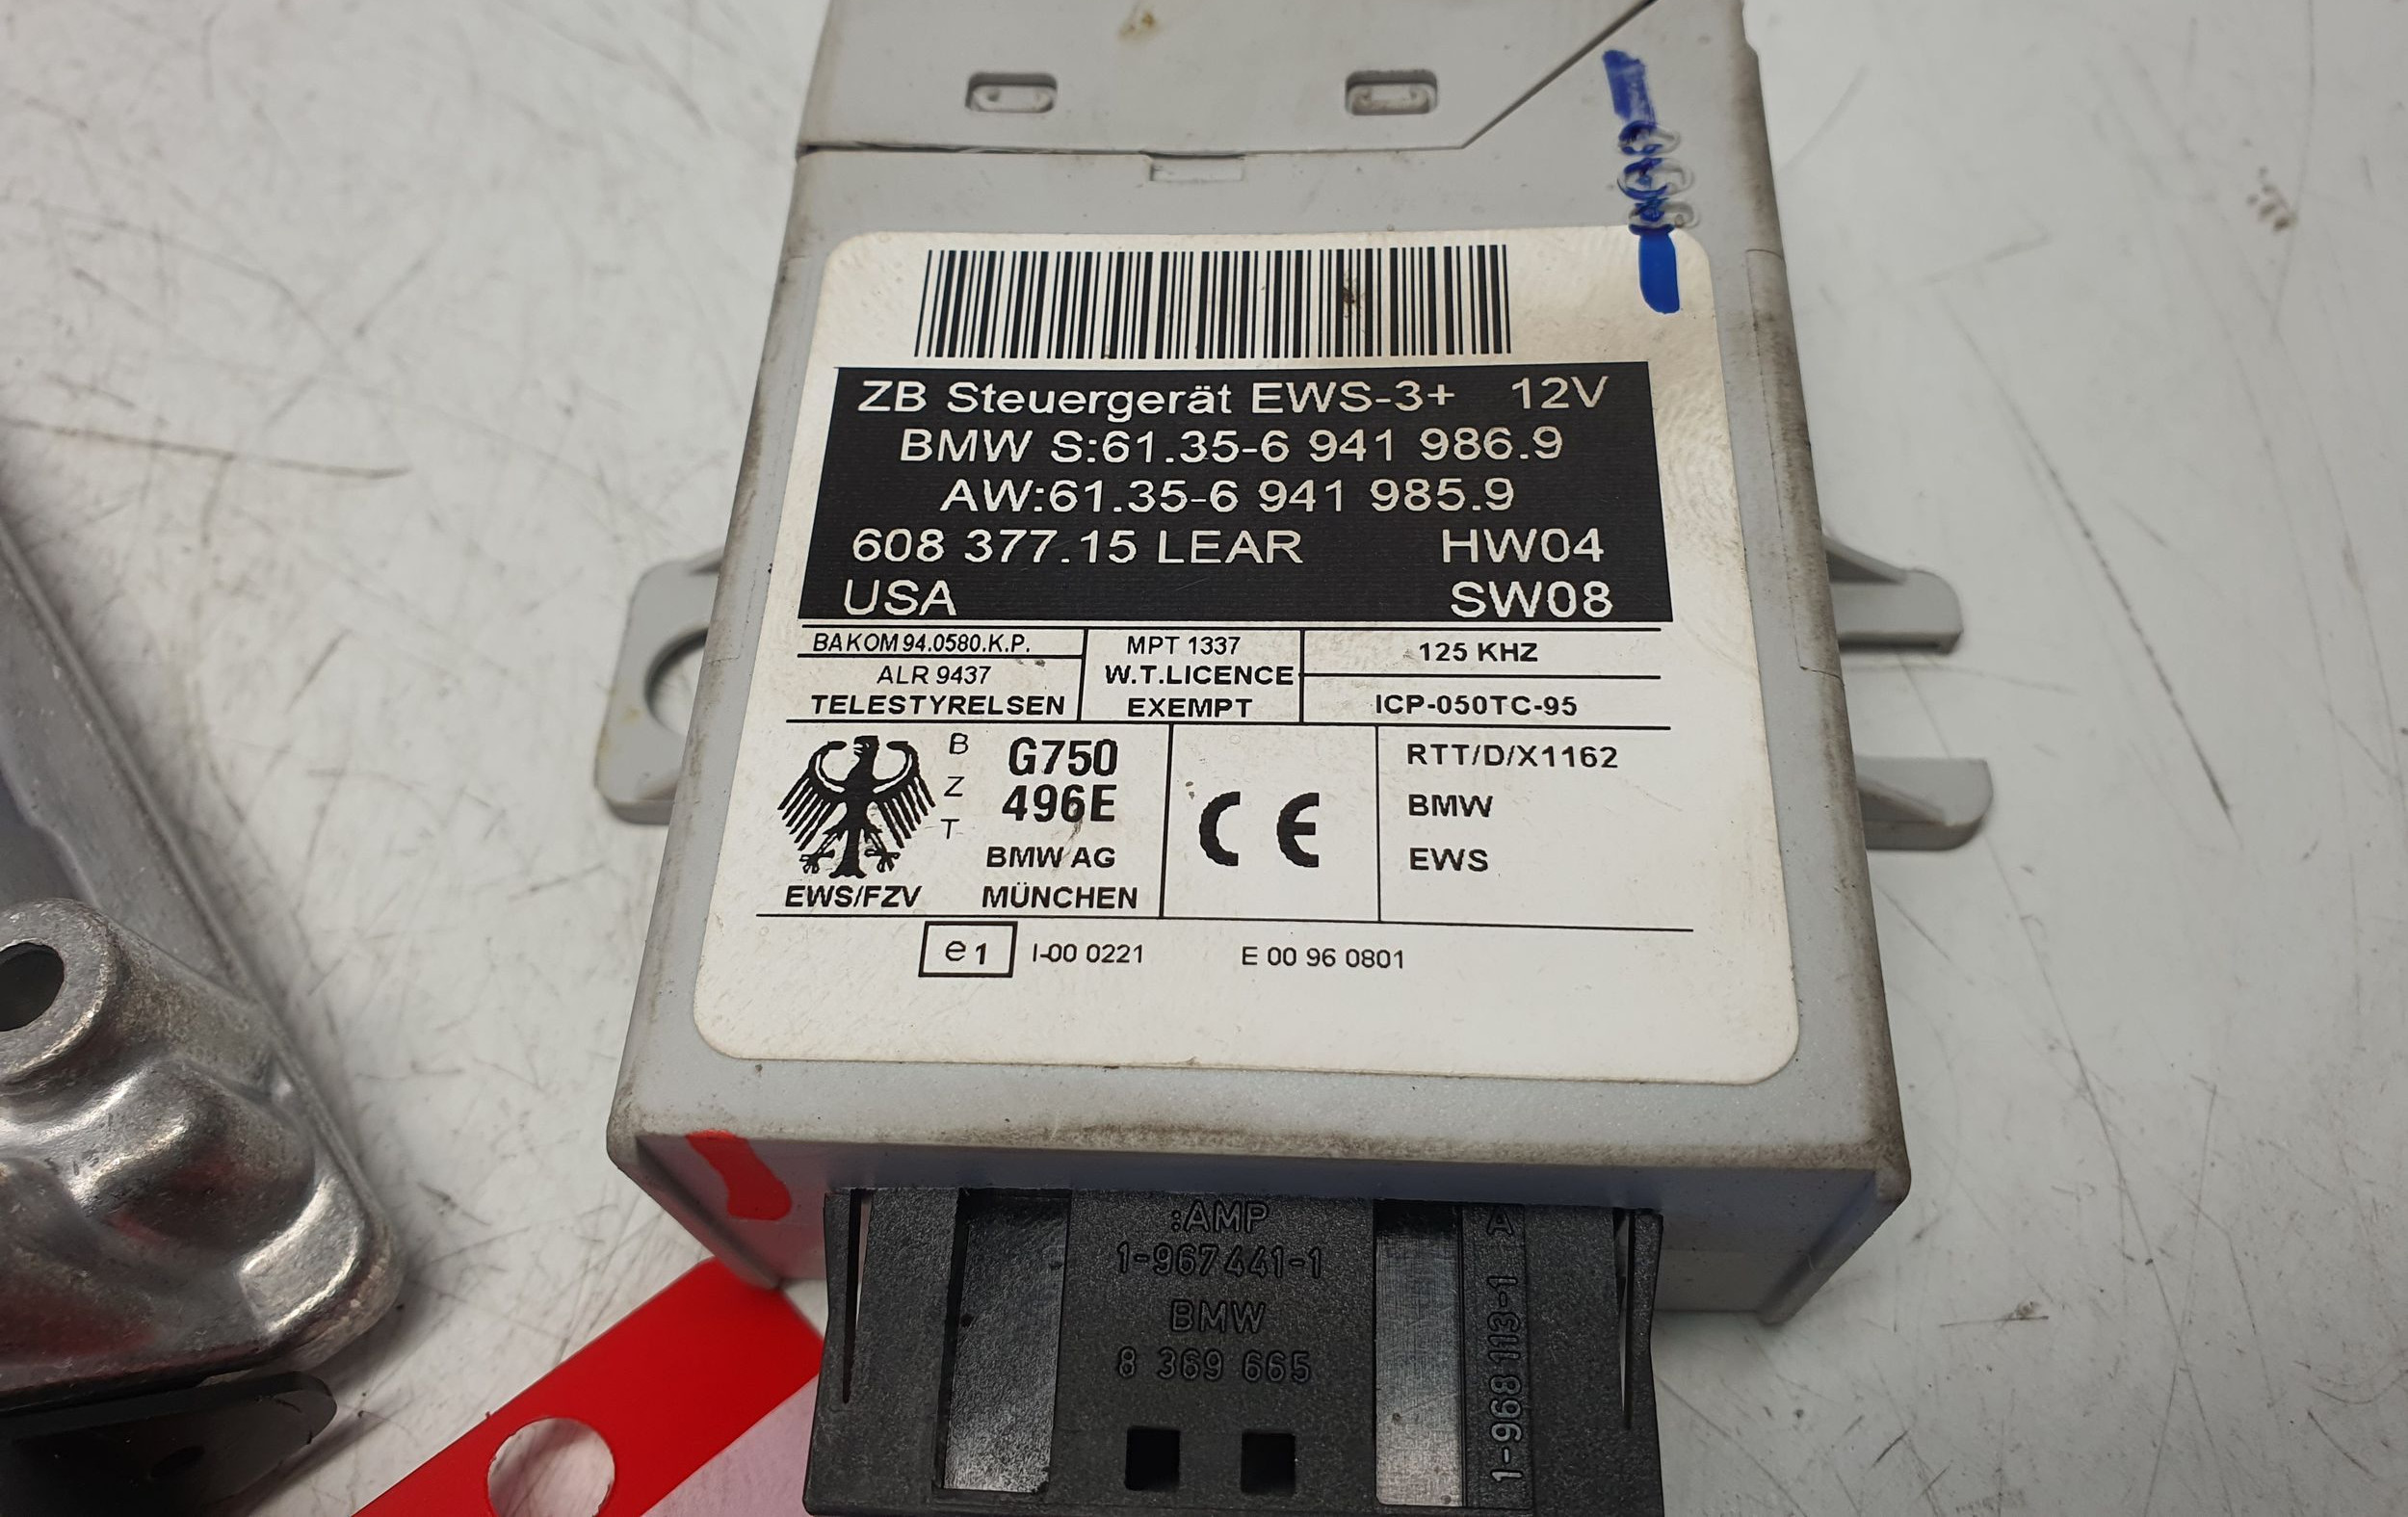 ZB Steuergerät EWS-3+ 12V
BMW S:61.35-6 941 986.9
AW:61.35-6 941 985.9
608 377.15 LEAR HW04
USA SW08
BAKOM 94.0580.K.P.
ALR 9437
TELESTYRELSEN
MPT 1337
W.T.LICENCE
EXEMPT
125 KHZ
ICP-050TC-95
BZT
G750
496E
BMW AG
EWS/FZV MÜNCHEN
CE
RTT/D/X1162
BMW
EWS
e1 I-00 0221 E 00 96 0801
:AMP
1-967441-1
BMW
8 369 665
1-968 113-1 A